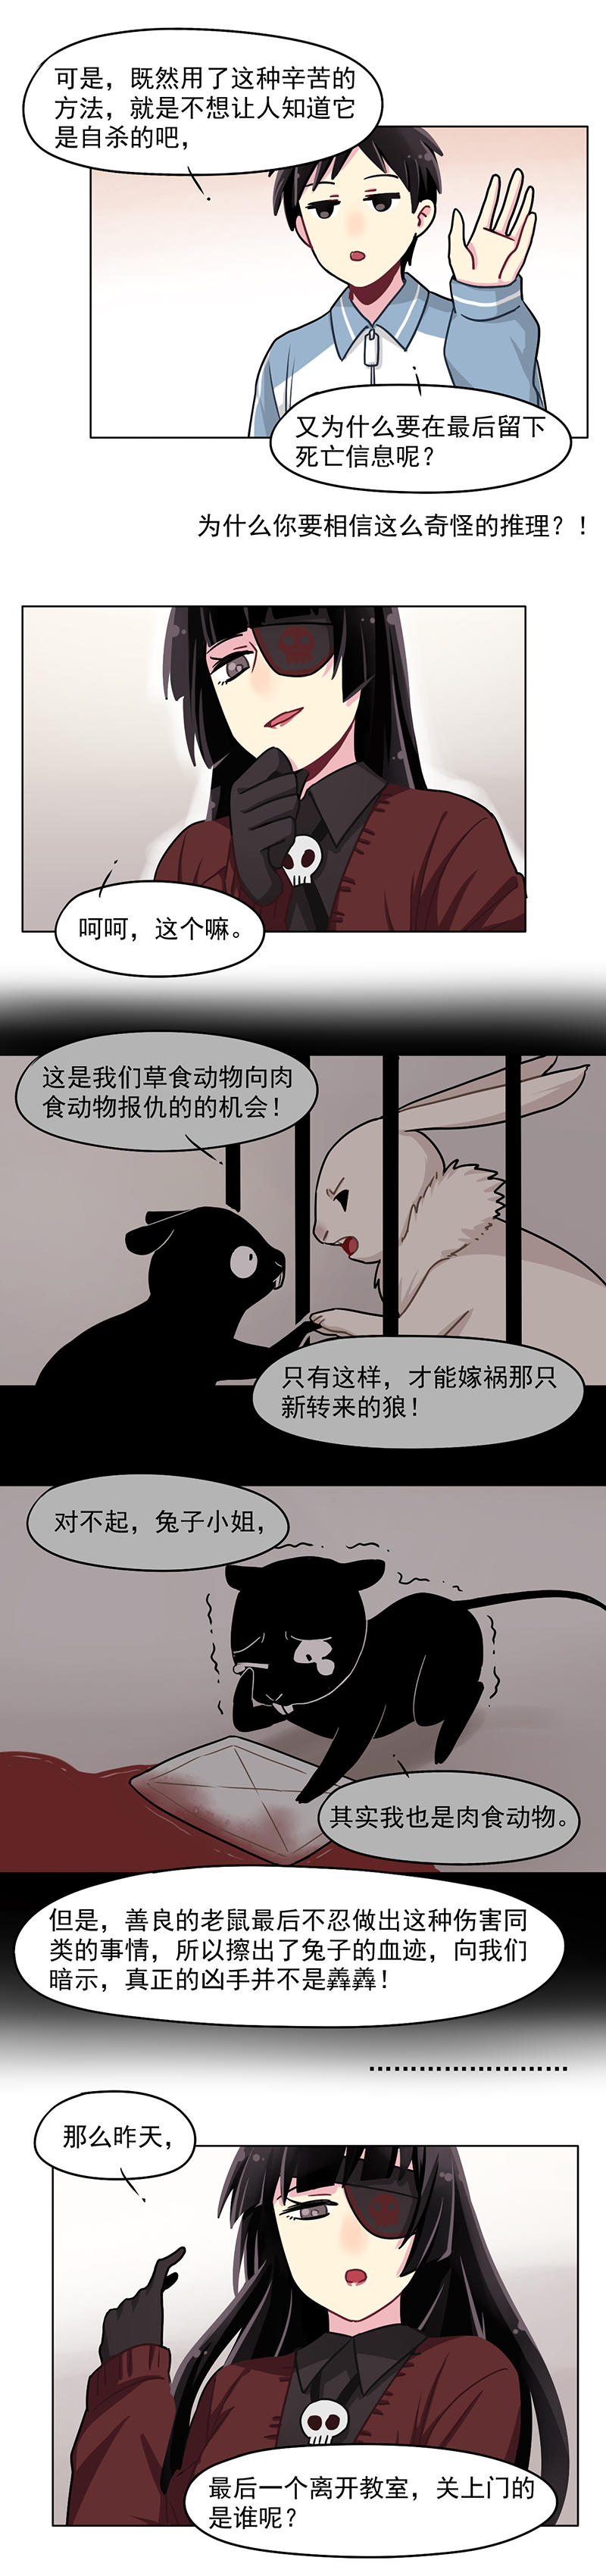 可是，既然用了这种辛苦的
方法，就是不想让人知道它
是自杀的吧，
又为什么要在最后留下
死亡信息呢？
为什么你要相信这么奇怪的推理？！
呵呵，这个嘛。
这是我们草食动物向肉
食动物报仇的的机会！
只有这样，才能嫁祸那只
新转来的狼！
对不起，兔子小姐，
其实我也是肉食动物。
但是，善良的老鼠最后不忍做出这种伤害同
类的事情，所以擦出了兔子的血迹，向我们
暗示，真正的凶手并不是羴羴！
........................
那么昨天，
最后一个离开教室，关上门的
是谁呢？